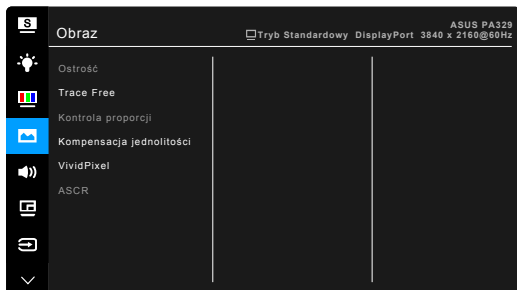 S
ASUS PA329
Obraz
Tryb Standardowy DisplayPort 3840 x 2160@60Hz
Ostrość
Trace Free
Kontrola proporcji
Kompensacja jednolitości
VividPixel
ASCR